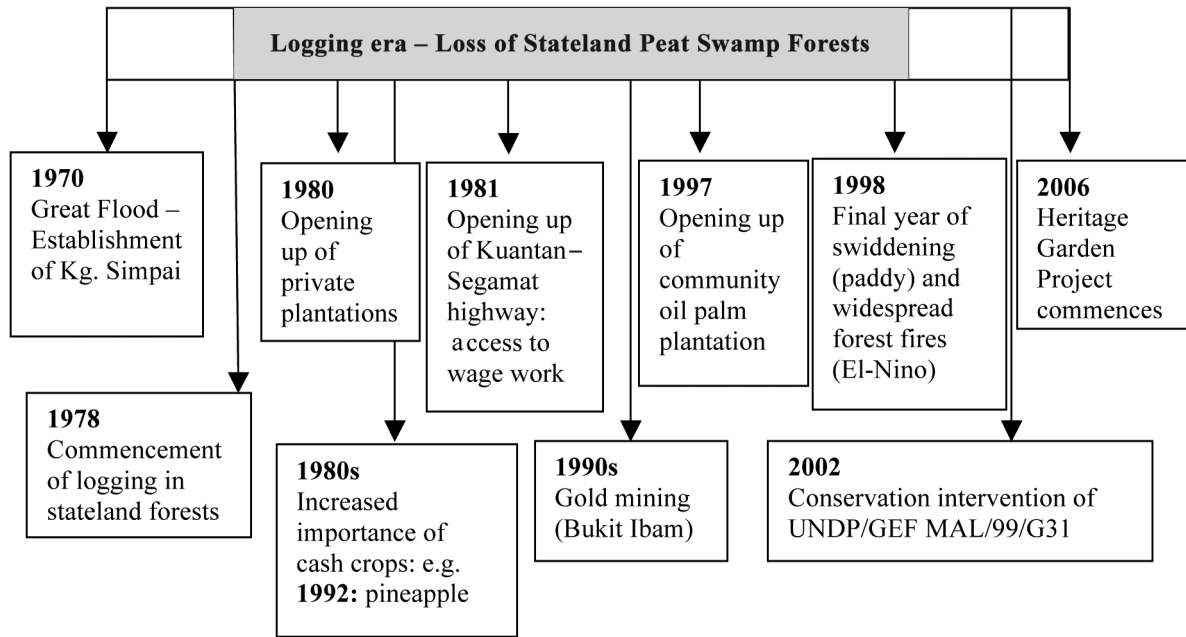 Logging era – Loss of Stateland Peat Swamp Forests
1970
Great Flood –
Establishment
of Kg. Simpai
1980
Opening
up of
private
plantations
1981
Opening up
of Kuantan–
Segamat
highway:
access to
wage work
1997
Opening up
of
community
oil palm
plantation
1998
Final year of
swiddening
(paddy) and
widespread
forest fires
(El-Nino)
2006
Heritage
Garden
Project
commences
1978
Commencement
of logging in
stateland forests
1980s
Increased
importance of
cash crops: e.g.
1992: pineapple
1990s
Gold mining
(Bukit Ibam)
2002
Conservation intervention of
UNDP/GEF MAL/99/G31